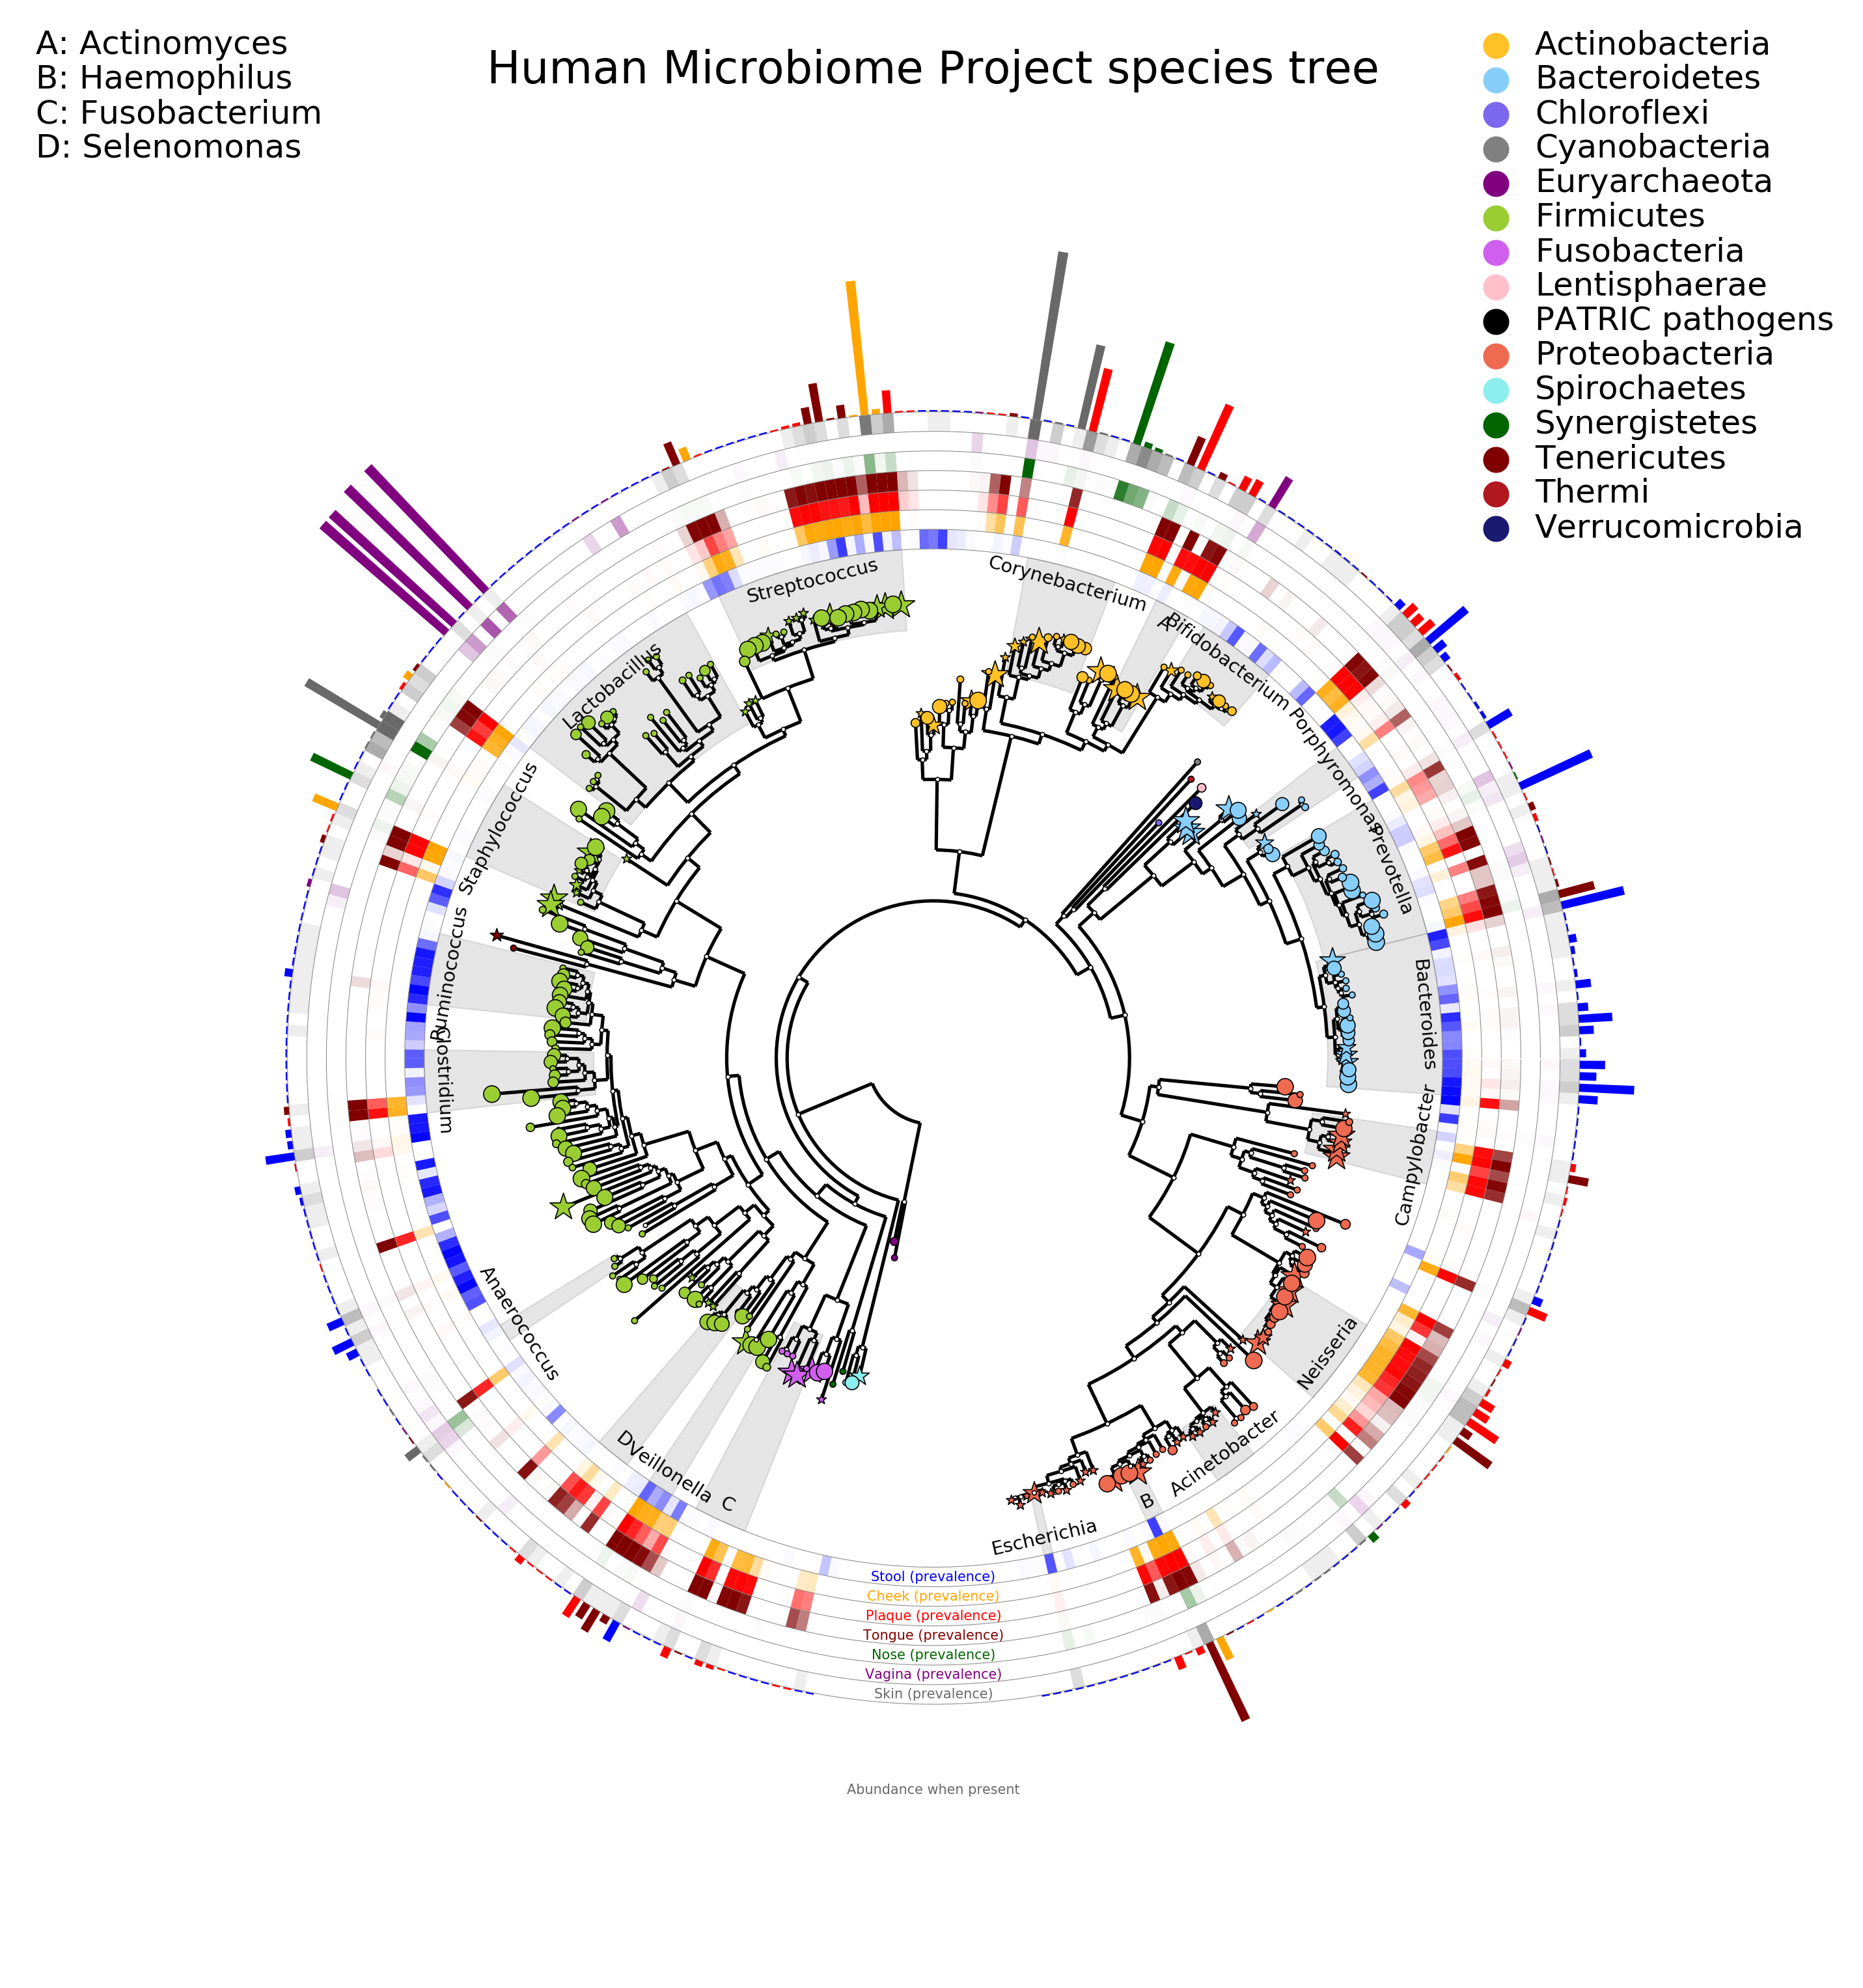 A: Actinomyces
B: Haemophilus
C: Fusobacterium
D: Selenomonas
Human Microbiome Project species tree
Actinobacteria
Bacteroidetes
Chloroflexi
Cyanobacteria
Euryarchaeota
Firmicutes
Fusobacteria
Lentisphaerae
PATRIC pathogens
Proteobacteria
Spirochaetes
Synergistetes
Tenericutes
Thermi
Verrucomicrobia
Streptococcus
Corynebacterium
A
Bifidobacterium
Porphyromonas
Prevotella
Bacteroides
Campylobacter
Neisseria
Acinetobacter
B
Escherichia
C
Veillonella
D
Anaerococcus
Clostridium
Ruminococcus
Staphylococcus
Lactobacillus
Stool (prevalence)
Cheek (prevalence)
Plaque (prevalence)
Tongue (prevalence)
Nose (prevalence)
Vagina (prevalence)
Skin (prevalence)
Abundance when present